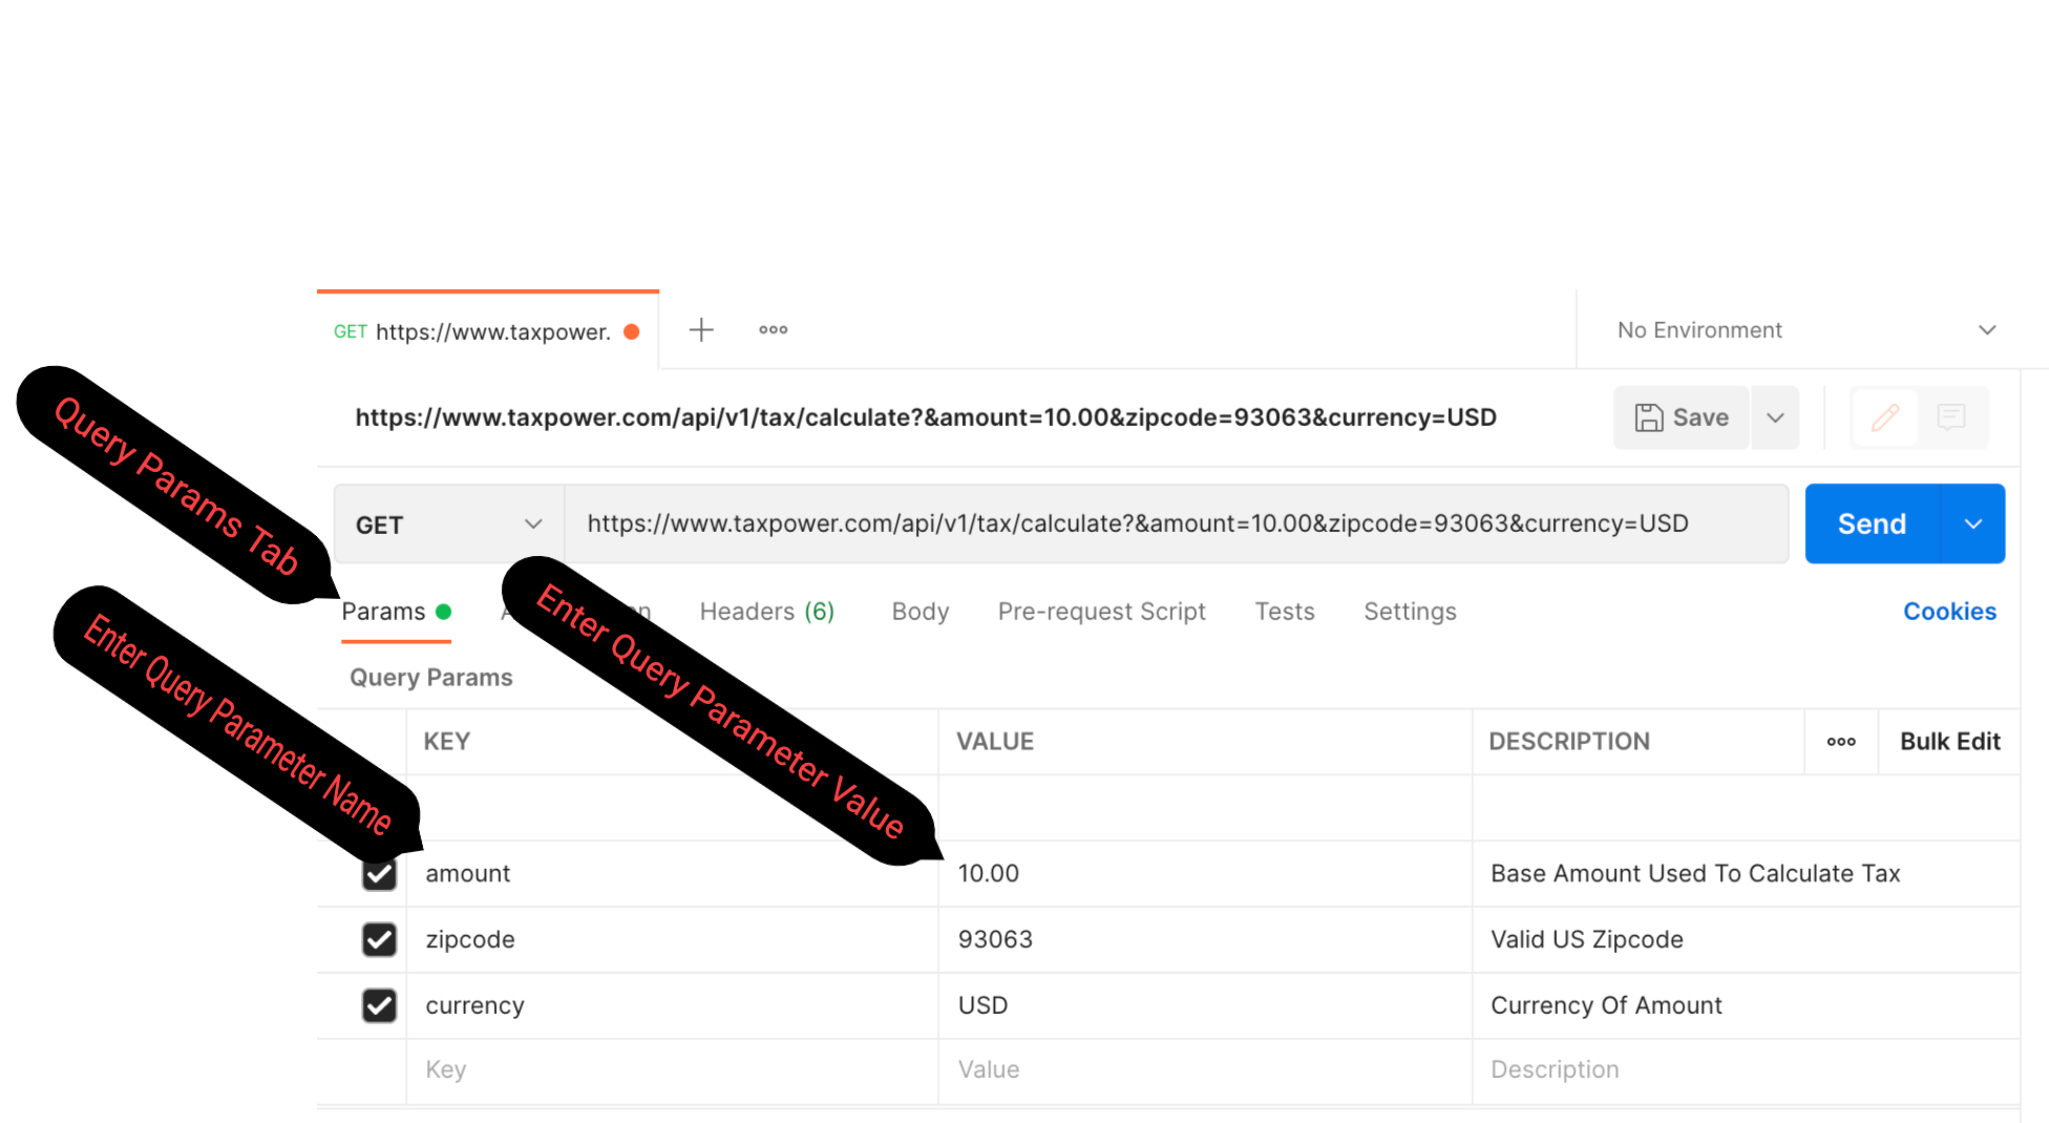 GET https://www.taxpower.
No Environment
https://www.taxpower.com/api/v1/tax/calculate?&amount=10.00&zipcode=93063&currency=USD
Save
Query Params Tab
GET
https://www.taxpower.com/api/v1/tax/calculate?&amount=10.00&zipcode=93063&currency=USD
Send
Params
Headers (6)
Body
Pre-request Script
Tests
Settings
Cookies
Enter Query Parameter Name
Enter Query Parameter Value
Query Params
KEY
VALUE
DESCRIPTION
Bulk Edit
amount
10.00
Base Amount Used To Calculate Tax
zipcode
93063
Valid US Zipcode
currency
USD
Currency Of Amount
Key
Value
Description